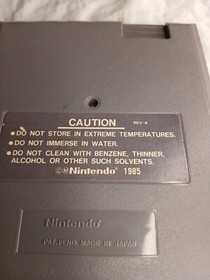 CAUTION
REV-A
•DO NOT STORE IN EXTREME TEMPERATURES.
•DO NOT IMMERSE IN WATER.
•DO NOT CLEAN WITH BENZENE, THINNER,
ALCOHOL OR OTHER SUCH SOLVENTS.
©®Nintendo® 1985
Nintendo®
PAT. PEND. MADE IN JAPAN